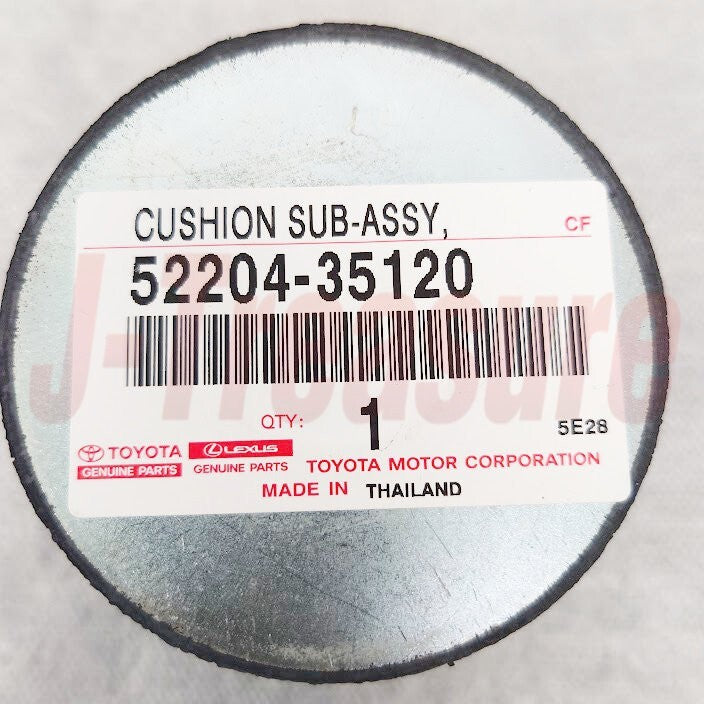 CUSHION SUB-ASSY, CF
52204-35120
J-Treasure
QTY: 1 5E28
TOYOTA LEXUS
GENUINE PARTS GENUINE PARTS TOYOTA MOTOR CORPORATION
MADE IN THAILAND